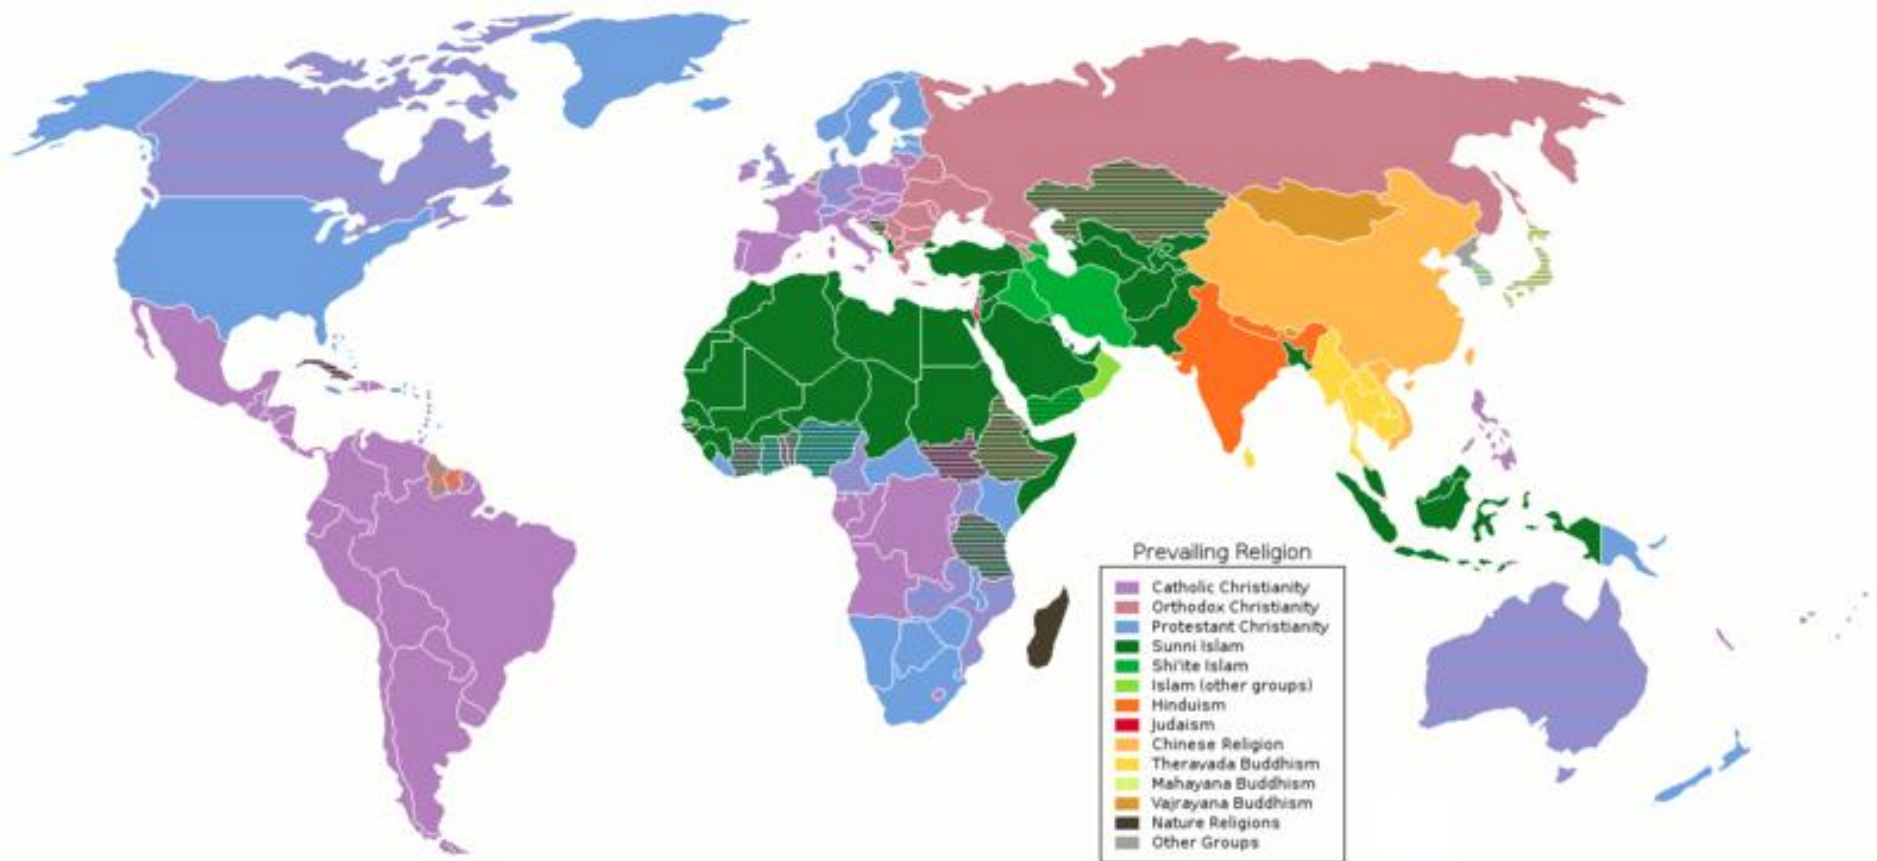 Prevailing Religion
Catholic Christianity
Orthodox Christianity
Protestant Christianity
Sunni Islam
Shi'ite Islam
Islam (other groups)
Hinduism
Judaism
Chinese Religion
Theravada Buddhism
Mahayana Buddhism
Vajrayana Buddhism
Nature Religions
Other Groups